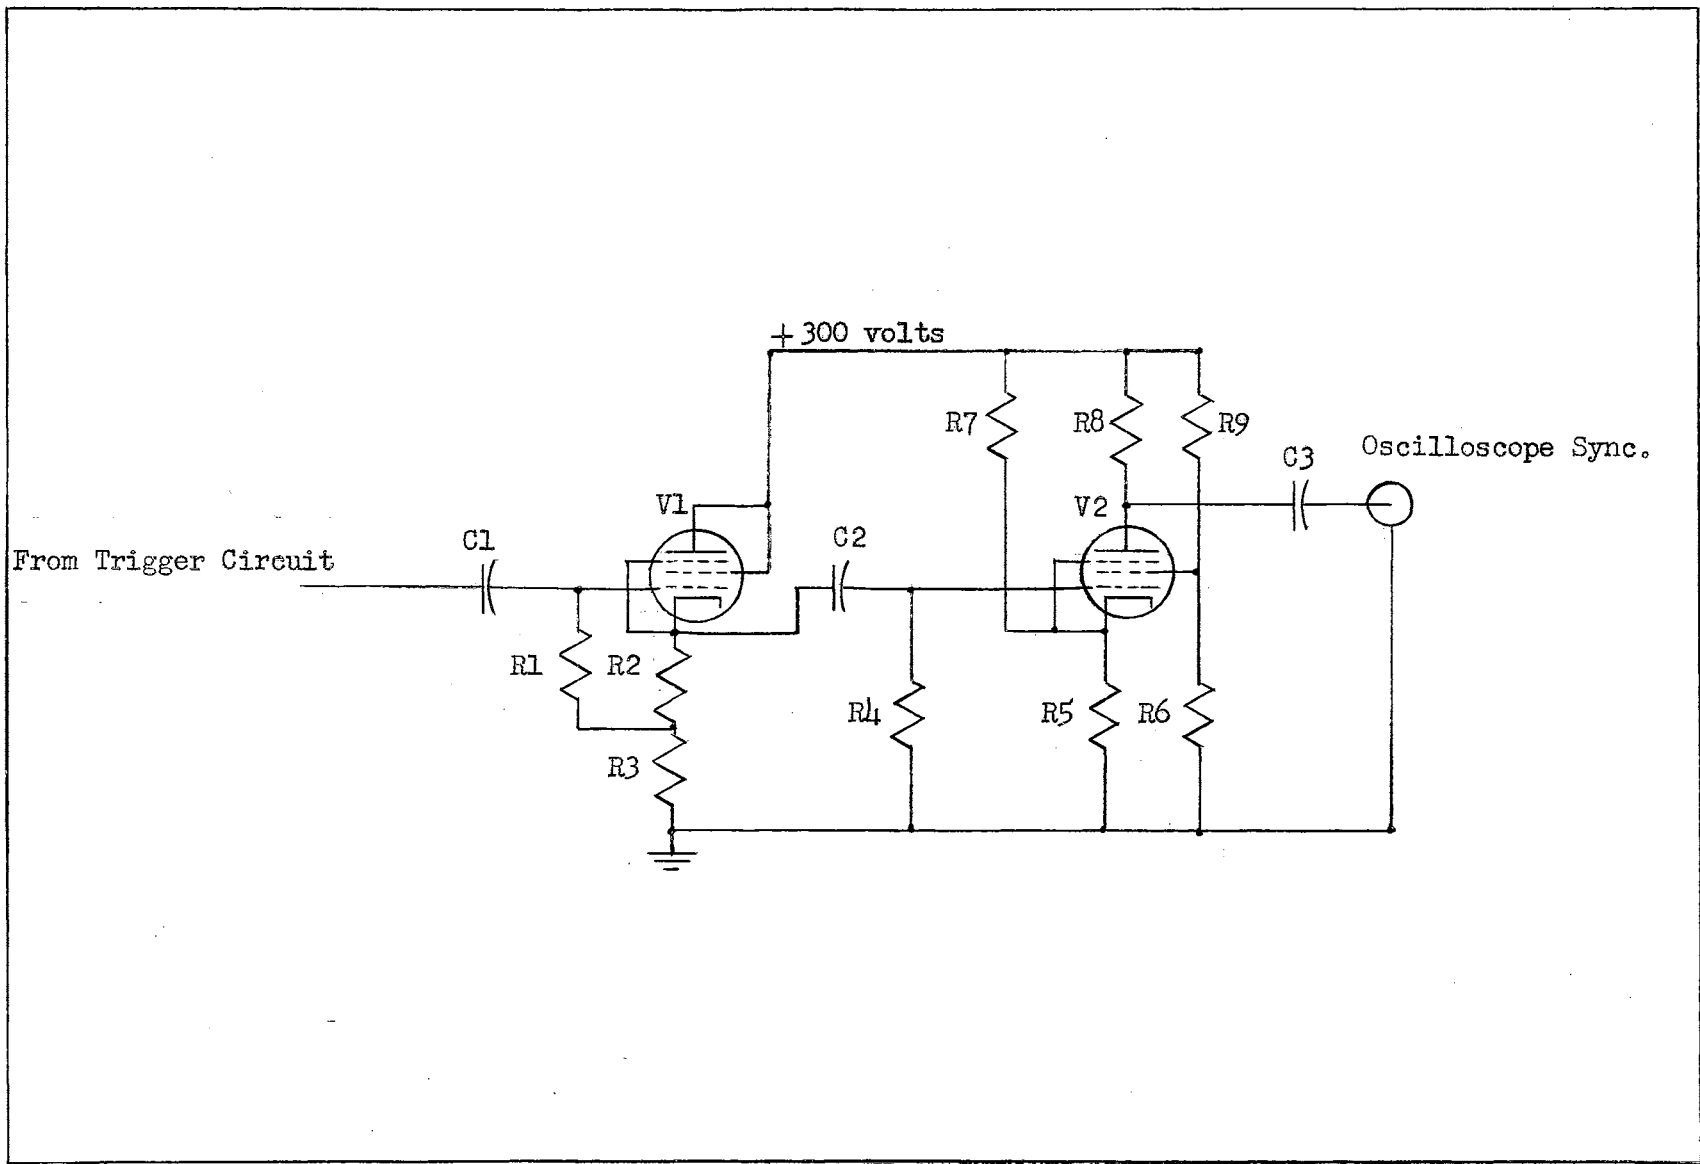 + 300 volts
R7
R8
R9
Oscilloscope Sync.
C3
V1
V2
C1
C2
From Trigger Circuit
R1
R2
R4
R5
R6
R3